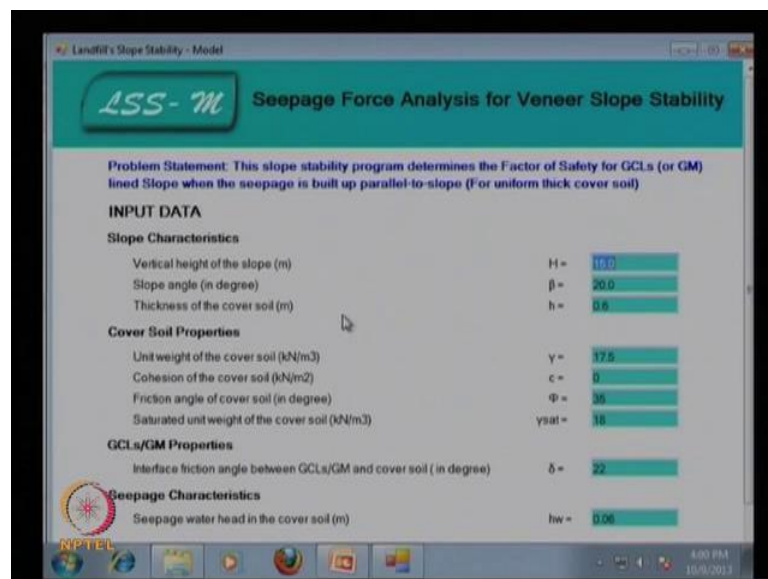 Landfill's Slope Stability - Model
LSS-M
Seepage Force Analysis for Veneer Slope Stability
Problem Statement: This slope stability program determines the Factor of Safety for GCLs (or GM)
lined Slope when the seepage is built up parallel-to-slope (For uniform thick cover soil)
INPUT DATA
Slope Characteristics
Vertical height of the slope (m) H = 15.0
Slope angle (in degree) β = 20.0
Thickness of the cover soil (m) h = 0.6
Cover Soil Properties
Unit weight of the cover soil (kN/m3) γ = 17.5
Cohesion of the cover soil (kN/m2) c = 0
Friction angle of cover soil (in degree) Φ = 35
Saturated unit weight of the cover soil (kN/m3) γsat = 18
GCLs/GM Properties
Interface friction angle between GCLs/GM and cover soil ( in degree) δ = 22
Seepage Characteristics
Seepage water head in the cover soil (m) hw = 0.06
NPTEL
4:00 PM
10/9/2013